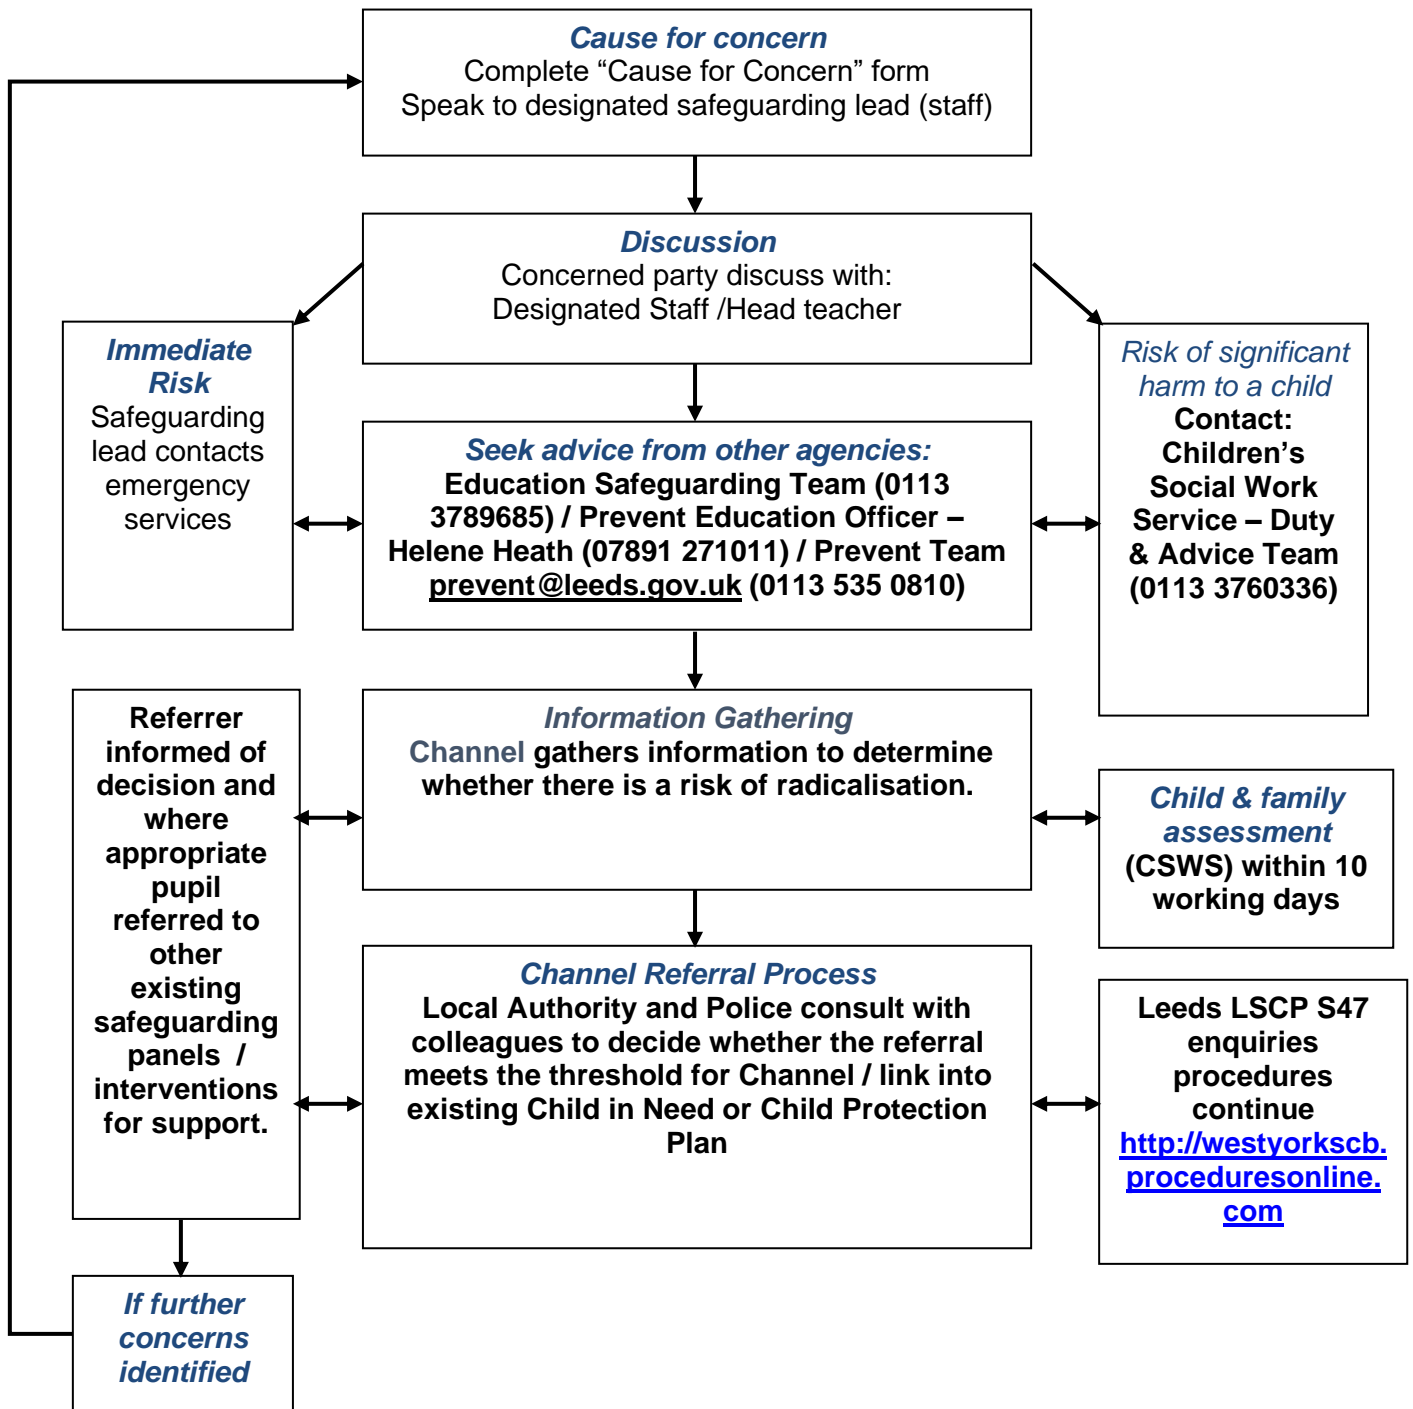 Cause for concern
Complete “Cause for Concern” form
Speak to designated safeguarding lead (staff)
Discussion
Concerned party discuss with:
Designated Staff /Head teacher
Immediate
Risk
Safeguarding
lead contacts
emergency
services
Seek advice from other agencies:
Education Safeguarding Team (0113
3789685) / Prevent Education Officer –
Helene Heath (07891 271011) / Prevent Team
prevent@leeds.gov.uk (0113 535 0810)
Risk of significant
harm to a child
Contact:
Children’s
Social Work
Service – Duty
& Advice Team
(0113 3760336)
Referrer
informed of
decision and
where
appropriate
pupil
referred to
other
existing
safeguarding
panels /
interventions
for support.
Information Gathering
Channel gathers information to determine
whether there is a risk of radicalisation.
Child & family
assessment
(CSWS) within 10
working days
Channel Referral Process
Local Authority and Police consult with
colleagues to decide whether the referral
meets the threshold for Channel / link into
existing Child in Need or Child Protection
Plan
Leeds LSCP S47
enquiries
procedures
continue
http://westyorkscb.
proceduresonline.
com
If further
concerns
identified